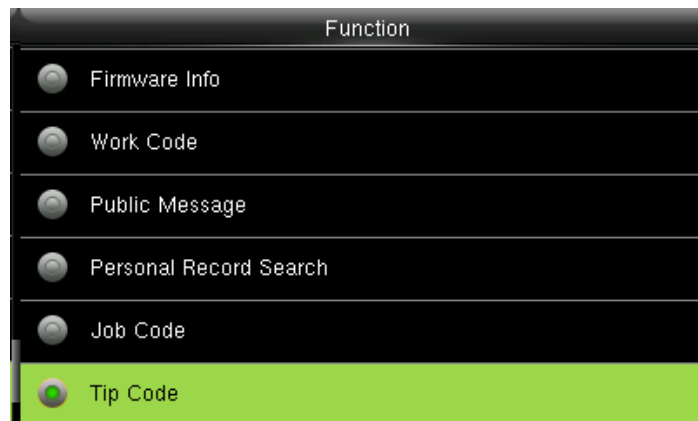 Function
Firmware Info
Work Code
Public Message
Personal Record Search
Job Code
Tip Code